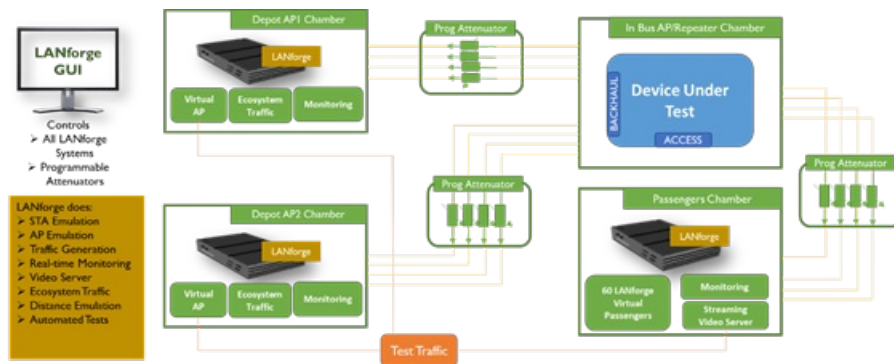 LANforge
GUI
Controls
➢ All LANforge
Systems
➢ Programmable
Attenuators
LANforge does:
➢ STA Emulation
➢ AP Emulation
➢ Traffic Generation
➢ Real-time Monitoring
➢ Video Server
➢ Ecosystem Traffic
➢ Distance Emulation
➢ Automated Tests
Depot AP1 Chamber
LANforge
Virtual
AP
Ecosystem
Traffic
Monitoring
Prog Attenuator
In Bus AP/Repeater Chamber
BACKHAUL
Device Under
Test
ACCESS
Depot AP2 Chamber
LANforge
Virtual
AP
Ecosystem
Traffic
Monitoring
Prog Attenuator
Prog Attenuator
Passengers Chamber
LANforge
60 LANforge
Virtual
Passengers
Monitoring
Streaming
Video Server
Test Traffic